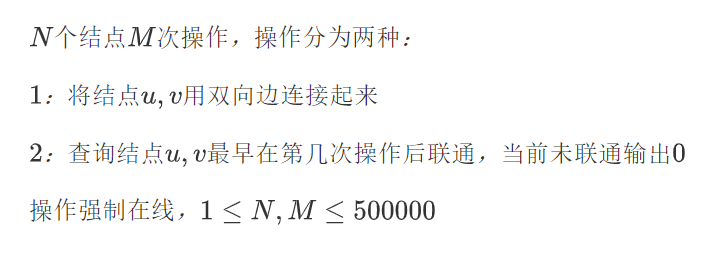 N个结点M次操作，操作分为两种：
1：将结点u, v用双向边连接起来
2：查询结点u, v最早在第几次操作后联通，当前未联通输出0
操作强制在线，1 ≤ N, M ≤ 500000